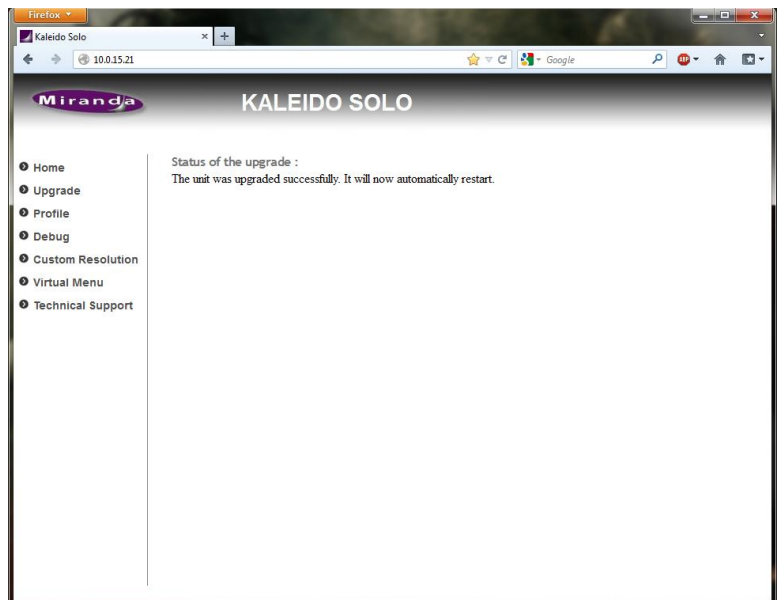 Firefox
Kaleido Solo
10.0.15.21
Google
ABP
Miranda
KALEIDO SOLO
Home
Upgrade
Profile
Debug
Custom Resolution
Virtual Menu
Technical Support
Status of the upgrade :
The unit was upgraded successfully. It will now automatically restart.